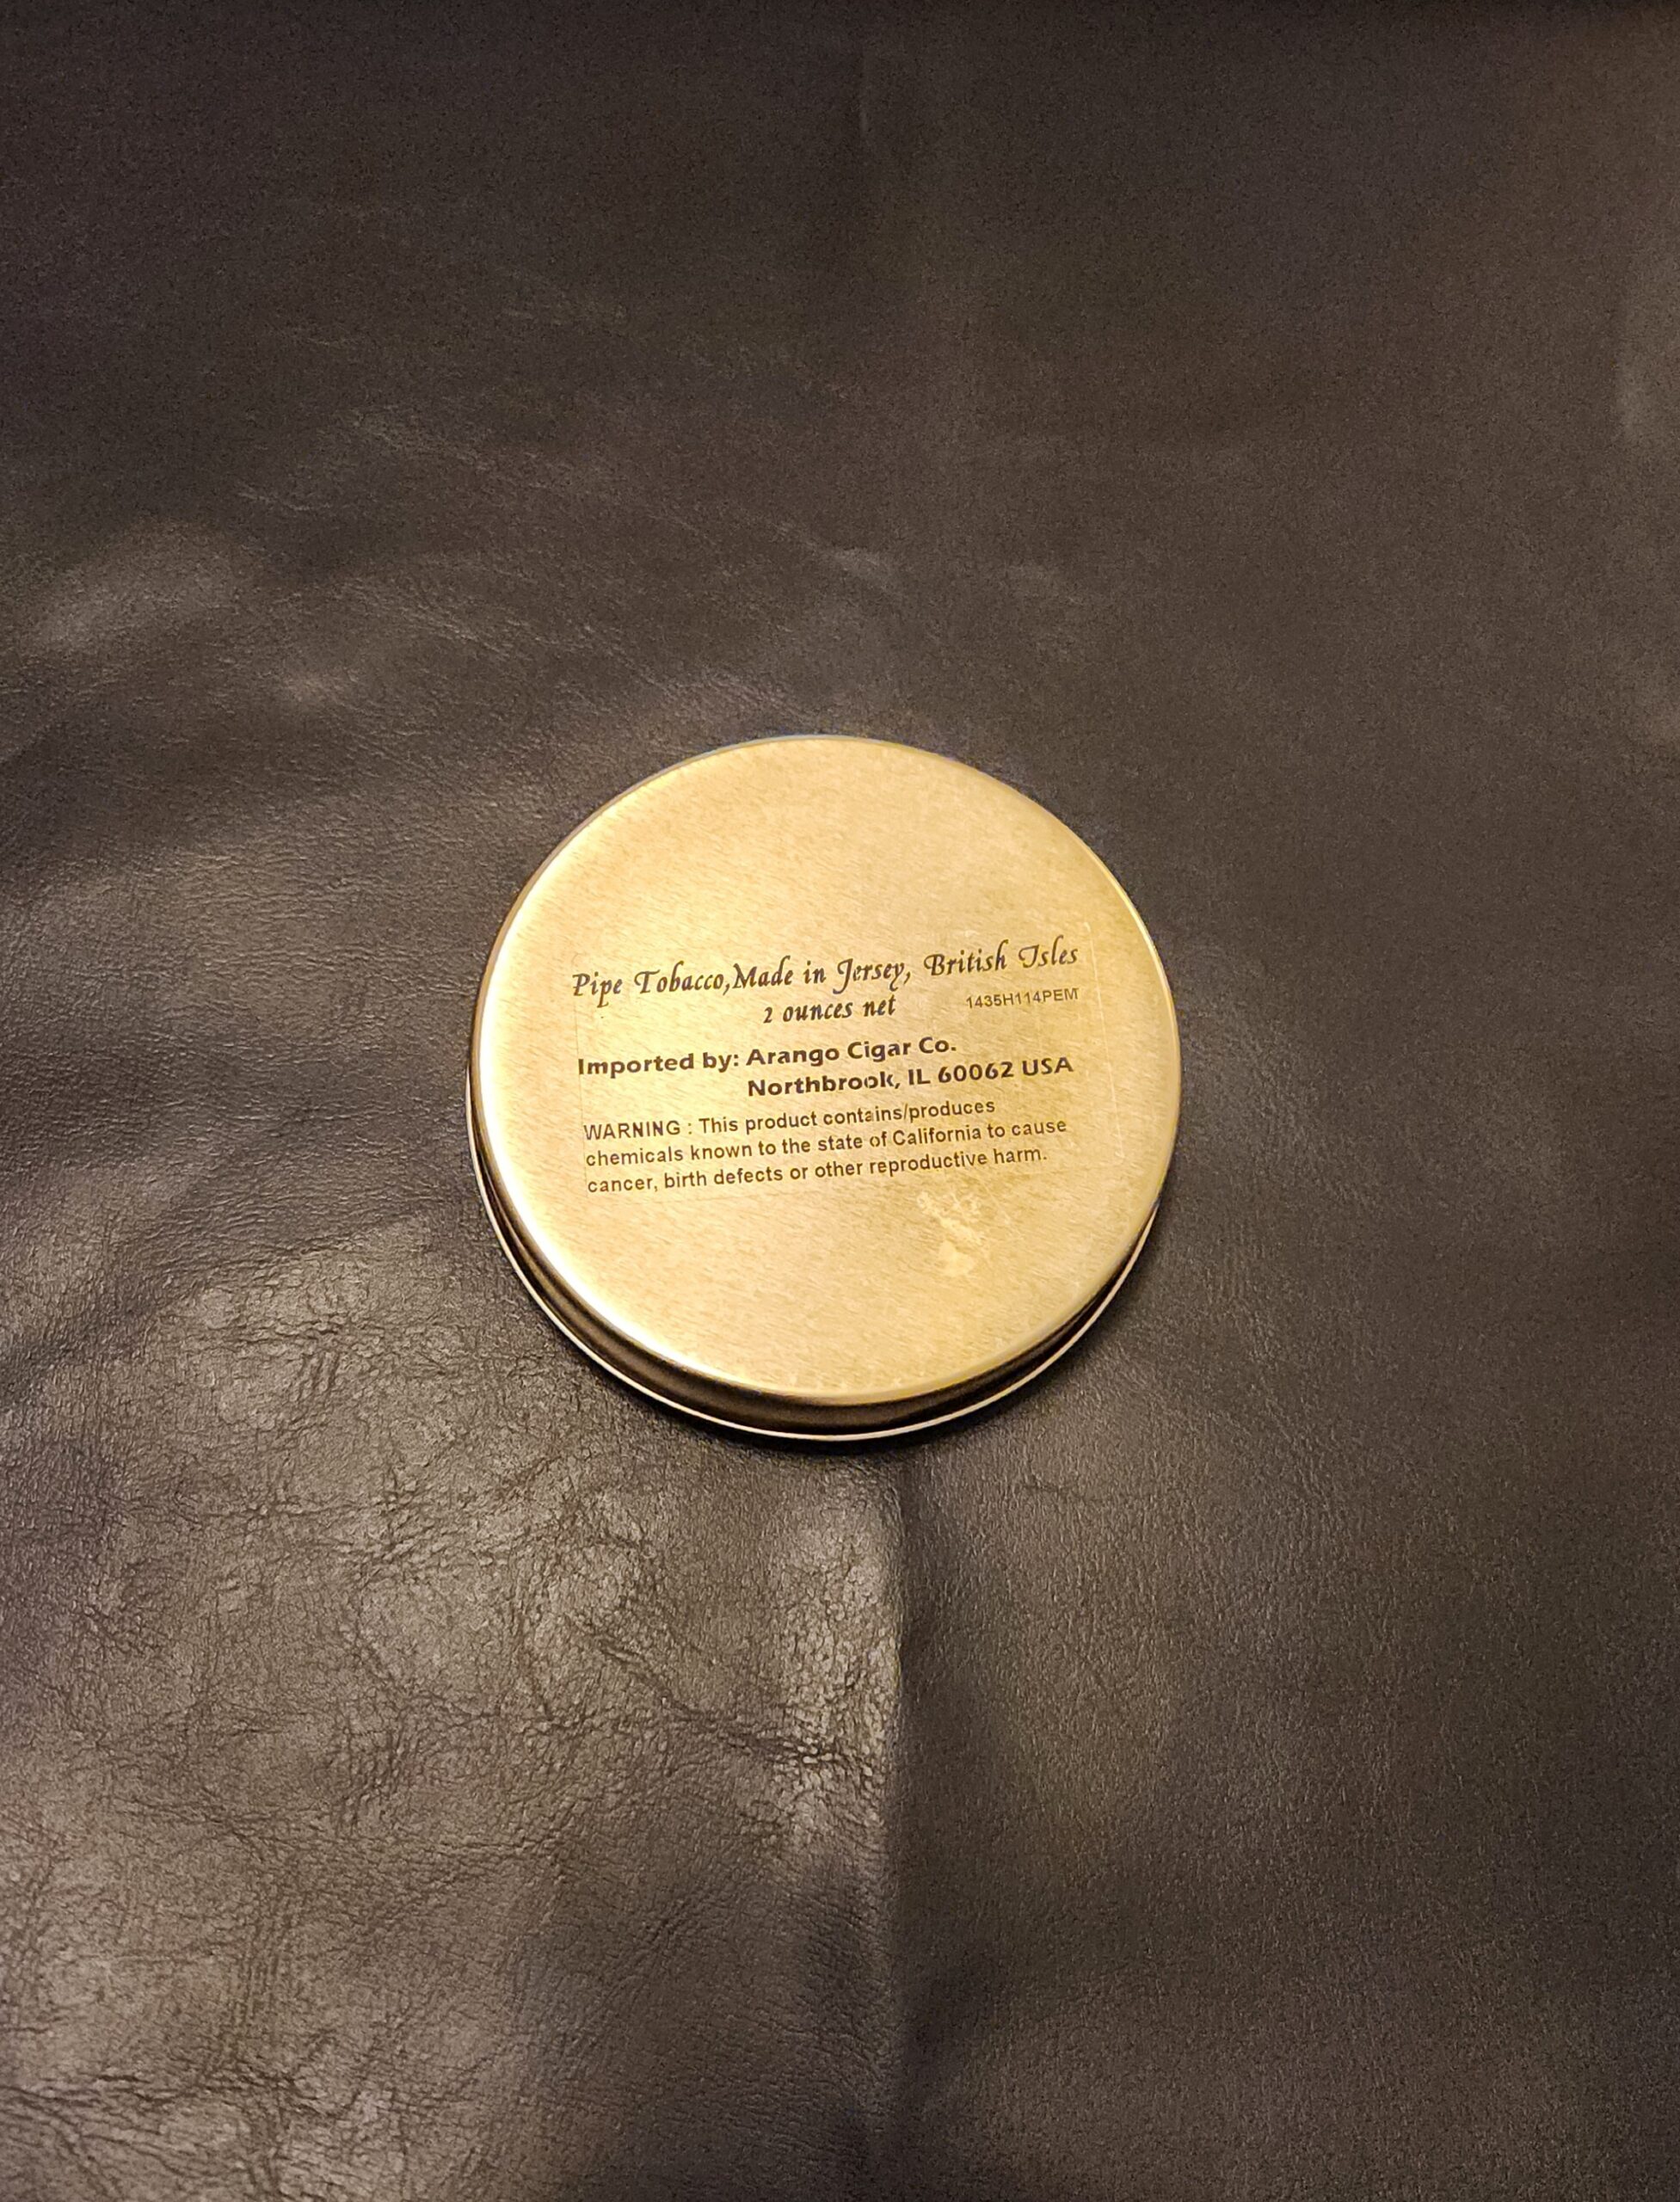 Pipe Tobacco,Made in Jersey, British Isles
2 ounces net 1435H114PEM
Imported by: Arango Cigar Co.
Northbrook, IL 60062 USA
WARNING : This product contains/produces
chemicals known to the state of California to cause
cancer, birth defects or other reproductive harm.